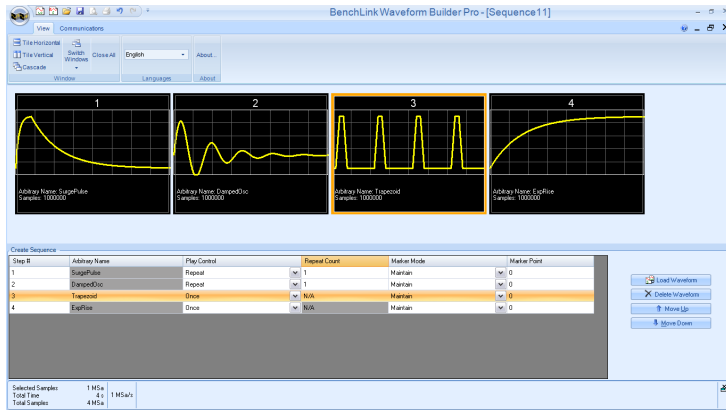 BenchLink Waveform Builder Pro - [Sequence11]
View Communications
Tile Horizontal
Tile Vertical
Cascade
Switch Windows
Close All
English
About...
Window Languages About
1 2 3 4
Arbitrary Name: SurgePulse
Samples: 1000000
Arbitrary Name: DampedOsc
Samples: 1000000
Arbitrary Name: Trapezoid
Samples: 1000000
Arbitrary Name: ExpRise
Samples: 1000000
Create Sequence
Step # Arbitrary Name Play Control Repeat Count Marker Mode Marker Point
1 SurgePulse Repeat 1 Maintain 0
2 DampedOsc Repeat 1 Maintain 0
3 Trapezoid Once N/A Maintain 0
4 ExpRise Once N/A Maintain 0
Load Waveform
Delete Waveform
Move Up
Move Down
Selected Samples 1 MSa
Total Time 4 s 1 MSa/s
Total Samples 4 MSa